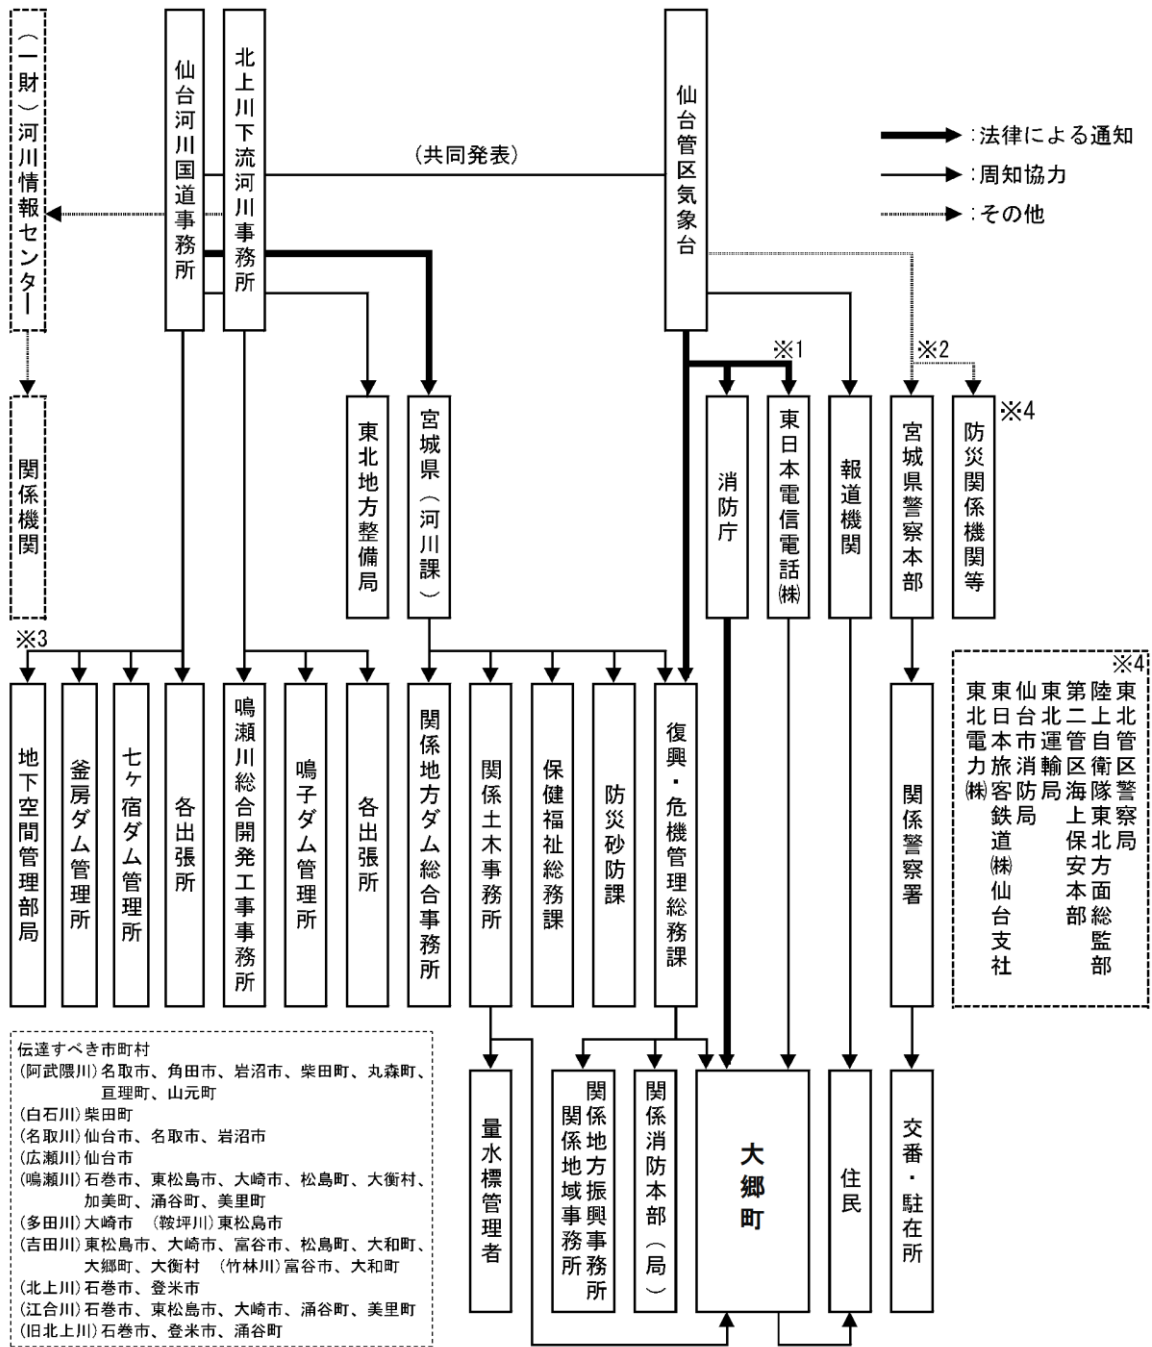 （一財）河川情報センター
仙台河川国道事務所
北上川下流河川事務所
仙台管区気象台
(共同発表)
:法律による通知
:周知協力
:その他
※1
※2
※4
関係機関
東北地方整備局
宮城県（河川課）
消防庁
東日本電信電話㈱
報道機関
宮城県警察本部
防災関係機関等
※3
地下空間管理部局
釜房ダム管理所
七ヶ宿ダム管理所
各出張所
鳴瀬川総合開発工事事務所
鳴子ダム管理所
各出張所
関係地方ダム総合事務所
関係土木事務所
保健福祉総務課
防災砂防課
復興・危機管理総務課
関係警察署
※4
東北管区警察局
陸上自衛隊東北方面総監部
第二管区海上保安本部
東北運輸局
仙台市消防局
東日本旅客鉄道㈱仙台支社
東北電力㈱
伝達すべき市町村
(阿武隈川)名取市、角田市、岩沼市、柴田町、丸森町、
亘理町、山元町
(白石川)柴田町
(名取川)仙台市、名取市、岩沼市
(広瀬川)仙台市
(鳴瀬川)石巻市、東松島市、大崎市、松島町、大衡村、
加美町、涌谷町、美里町
(多田川)大崎市　(鞍坪川)東松島市
(吉田川)東松島市、大崎市、富谷市、松島町、大和町、
大郷町、大衡村　(竹林川)富谷市、大和町
(北上川)石巻市、登米市
(江合川)石巻市、東松島市、大崎市、涌谷町、美里町
(旧北上川)石巻市、登米市、涌谷町
量水標管理者
関係地方振興事務所
関係地域事務所
関係消防本部（局）
大郷町
住民
交番・駐在所